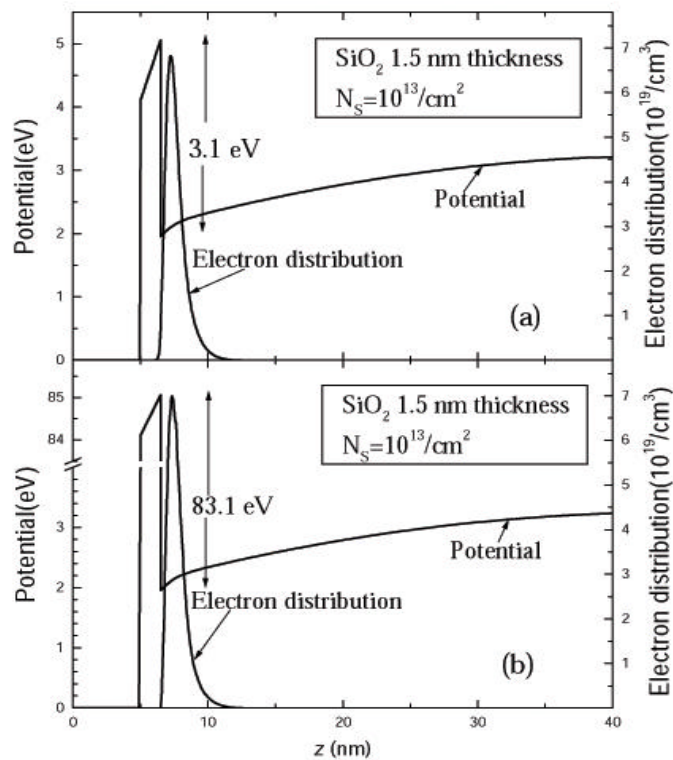 SiO2 1.5 nm thickness
NS=10^13/cm^2
3.1 eV
Potential
Electron distribution
(a)
Potential(eV)
5
4
3
2
1
0
Electron distribution(10^19/cm^3)
7
6
5
4
3
2
1
SiO2 1.5 nm thickness
NS=10^13/cm^2
83.1 eV
Potential
Electron distribution
(b)
Potential(eV)
85
84
3
2
1
0
Electron distribution(10^19/cm^3)
7
6
5
4
3
2
1
0 10 20 30 40
z (nm)